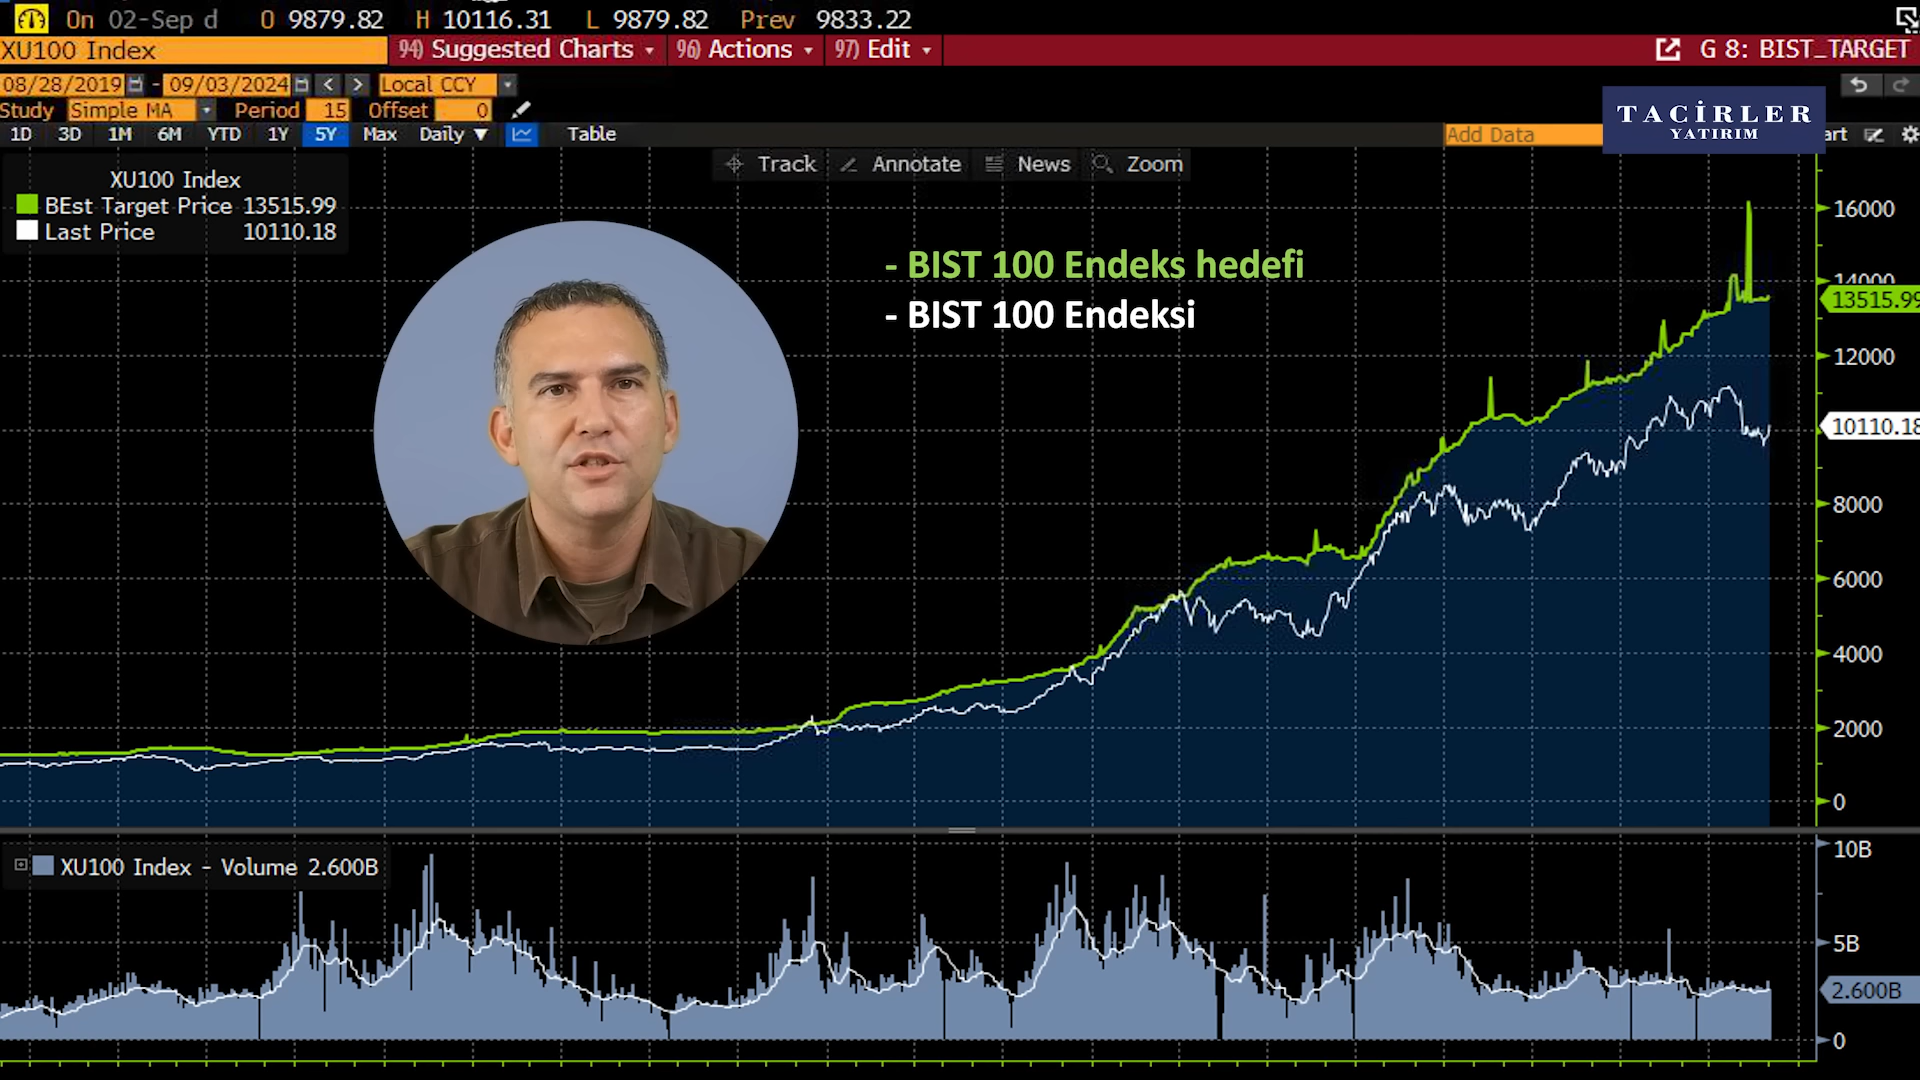 On 02-Sep d O 9879.82 H 10116.31 L 9879.82 Prev 9833.22
XU100 Index 94) Suggested Charts 96) Actions 97) Edit G 8: BIST_TARGET
08/28/2019 - 09/03/2024 < > Local CCY
Study Simple MA Period 15 Offset 0
TACİRLER
YATIRIM
1D 3D 1M 6M YTD 1Y 5Y Max Daily ▼ Table Add Data art
Track Annotate News Zoom
XU100 Index
BEst Target Price 13515.99
Last Price 10110.18
- BIST 100 Endeks hedefi
- BIST 100 Endeksi
16000
14000
13515.99
12000
10110.18
8000
6000
4000
2000
0
XU100 Index - Volume 2.600B
10B
5B
2.600B
0